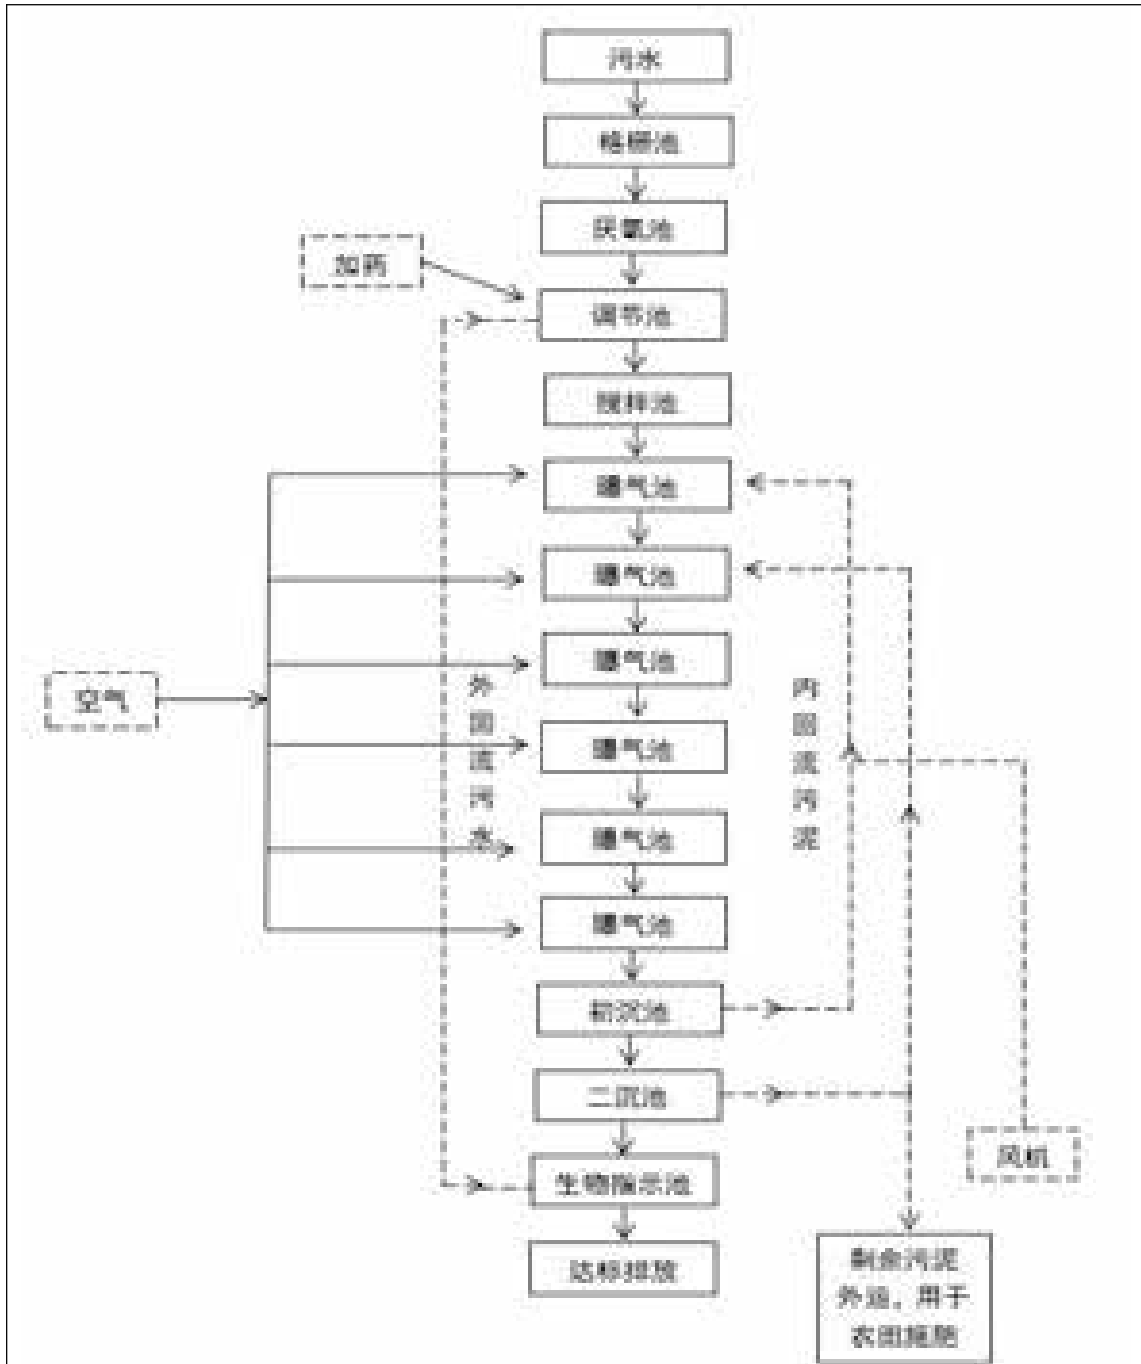 污水
格栅池
厌氧池
加药
调节池
搅拌池
曝气池
曝气池
曝气池
空气
外回流污水
内回流污泥
曝气池
曝气池
曝气池
初沉池
二沉池
风机
生物指示池
达标排放
剩余污泥
外运，用于
农田施肥